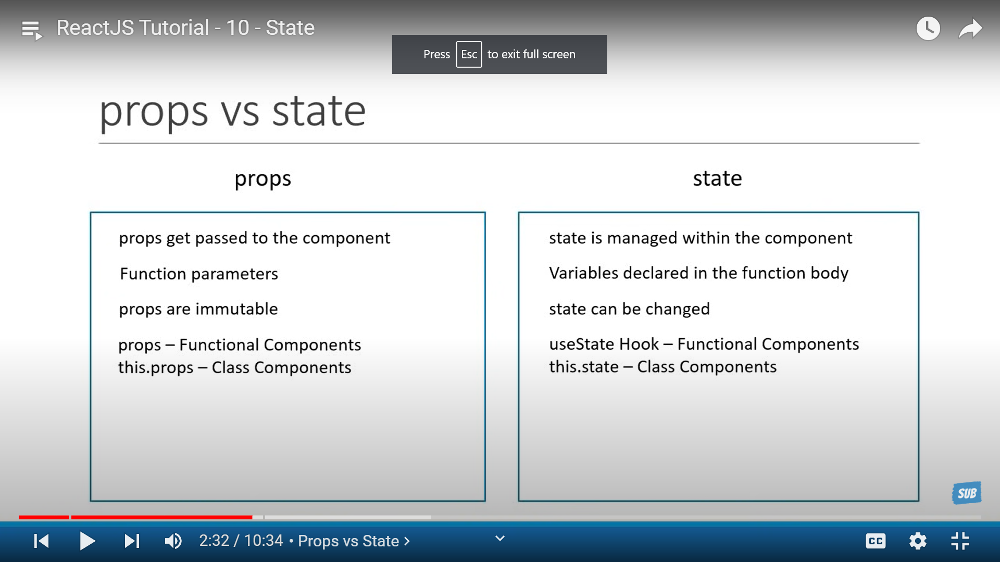 ReactJS Tutorial - 10 - State
Press Esc to exit full screen
props vs state
props
props get passed to the component
Function parameters
props are immutable
props – Functional Components
this.props – Class Components
state
state is managed within the component
Variables declared in the function body
state can be changed
useState Hook – Functional Components
this.state – Class Components
SUB
2:32 / 10:34 • Props vs State >
CC